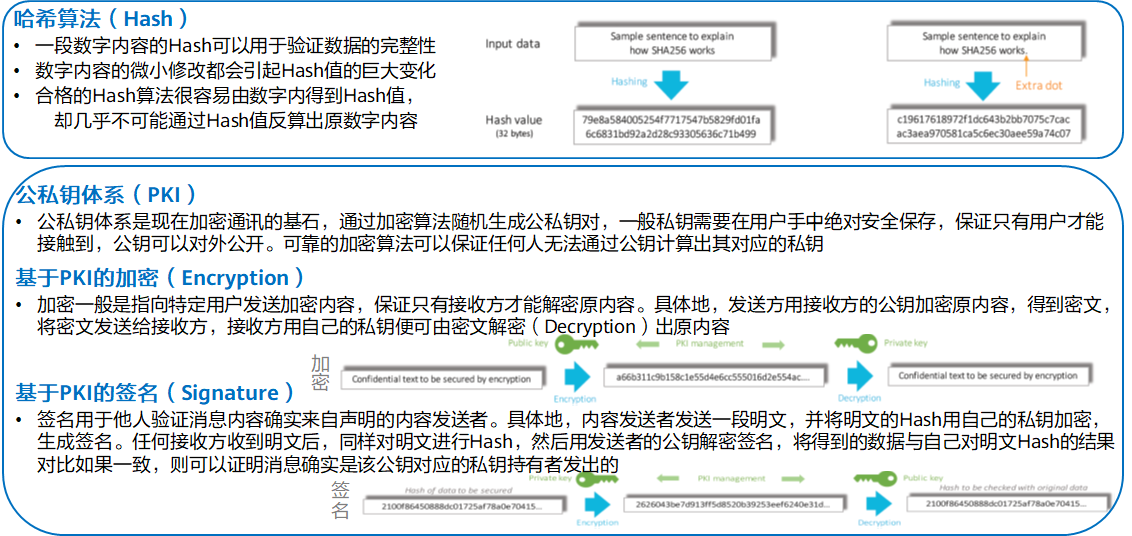 哈希算法（Hash）
• 一段数字内容的Hash可以用于验证数据的完整性
• 数字内容的微小修改都会引起Hash值的巨大变化
• 合格的Hash算法很容易由数字内得到Hash值，
却几乎不可能通过Hash值反算出原数字内容
Input data
Sample sentence to explain
how SHA256 works
Hashing
Hash value
(32 bytes)
79e8a584005254f7717547b5829fd01fa
6c6831bd92a2d28c93305636c71b499
Sample sentence to explain
how SHA256 works.
Hashing
Extra dot
c19617618972f1dc643b2bb7075c7cac
ac3aea970581ca5c6ec30aee59a74c07
公私钥体系（PKI）
• 公私钥体系是现在加密通讯的基石，通过加密算法随机生成公私钥对，一般私钥需要在用户手中绝对安全保存，保证只有用户才能
接触到，公钥可以对外公开。可靠的加密算法可以保证任何人无法通过公钥计算出其对应的私钥
基于PKI的加密（Encryption）
• 加密一般是指向特定用户发送加密内容，保证只有接收方才能解密原内容。具体地，发送方用接收方的公钥加密原内容，得到密文，
将密文发送给接收方，接收方用自己的私钥便可由密文解密（Decryption）出原内容
加密
Public key
PKI management
Private key
Confidential text to be secured by encryption
Encryption
a66b311c9b158c1e55d4e6cc555016d2e554ac...
Decryption
Confidential text to be secured by encryption
基于PKI的签名（Signature）
• 签名用于他人验证消息内容确实来自声明的内容发送者。具体地，内容发送者发送一段明文，并将明文的Hash用自己的私钥加密，
生成签名。任何接收方收到明文后，同样对明文进行Hash，然后用发送者的公钥解密签名，将得到的数据与自己对明文Hash的结果
对比如果一致，则可以证明消息确实是该公钥对应的私钥持有者发出的
签名
Private key
PKI management
Public key
Hash of data to be secured
2100f86450888dc01725af78a0e70415...
Encryption
2626043be7d913ff5d8520b39253eef6240e31d...
Decryption
Hash to be checked with original data
2100f86450888dc01725af78a0e70415...